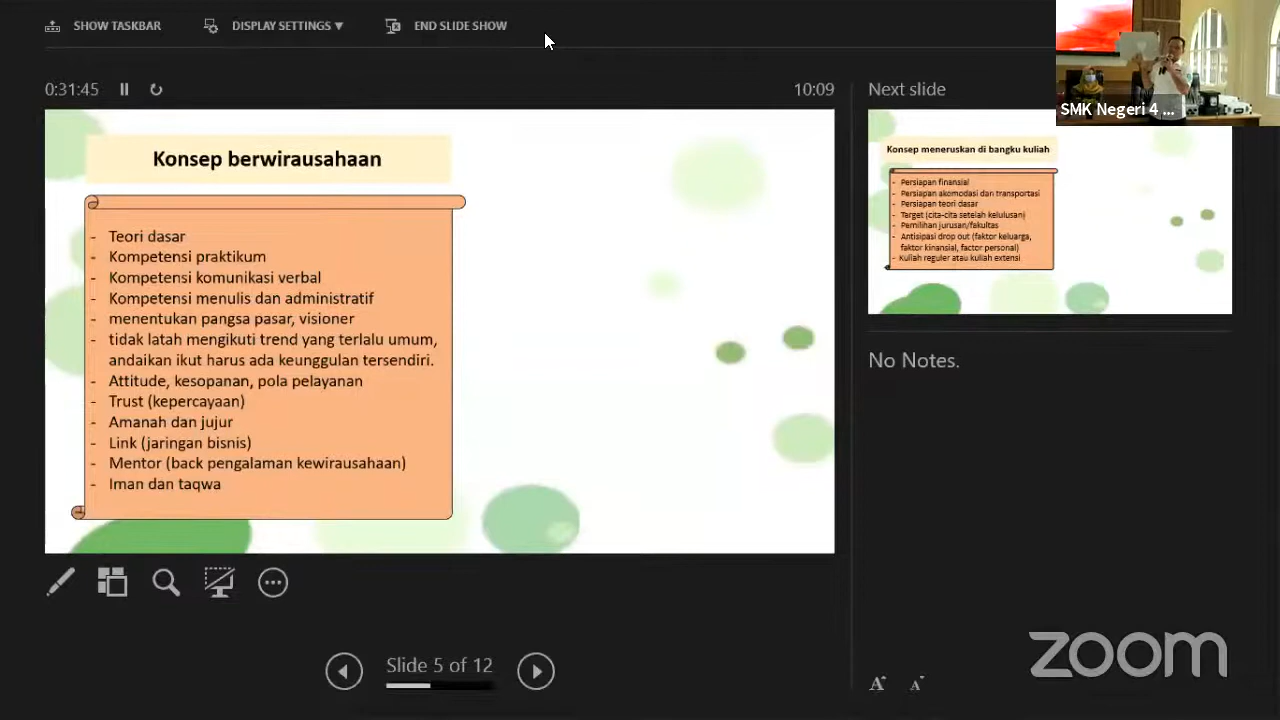 SHOW TASKBAR
DISPLAY SETTINGS ▼
END SLIDE SHOW
0:31:45
10:09
Next slide
SMK Negeri 4 ...
Konsep berwirausahaan
- Teori dasar
- Kompetensi praktikum
- Kompetensi komunikasi verbal
- Kompetensi menulis dan administratif
- menentukan pangsa pasar, visioner
- tidak latah mengikuti trend yang terlalu umum,
andaikan ikut harus ada keunggulan tersendiri.
- Attitude, kesopanan, pola pelayanan
- Trust (kepercayaan)
- Amanah dan jujur
- Link (jaringan bisnis)
- Mentor (back pengalaman kewirausahaan)
- Iman dan taqwa
Konsep meneruskan di bangku kuliah
- Persiapan finansial
- Persiapan akomodasi dan transportasi
- Persiapan teori dasar
- Target (cita-cita setelah kelulusan)
- Pemilihan jurusan/fakultas
- Antisipasi drop out (faktor keluarga,
faktor kinansial, factor personal)
- Kuliah reguler atau kuliah extensi
No Notes.
Slide 5 of 12
A A
zoom